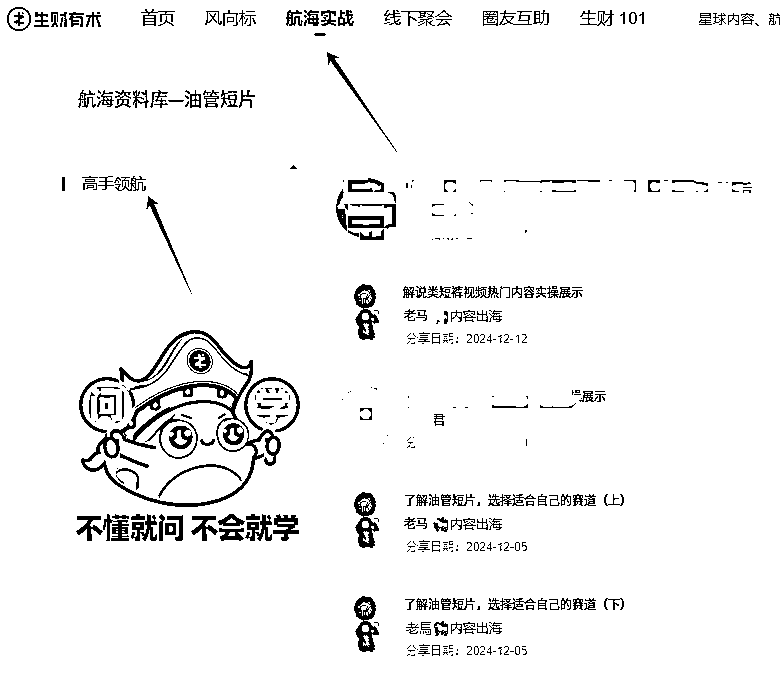 生财有术 首页 风向标 航海实战 线下聚会 圈友互助 生财 101 星球内容、航
航海资料库—油管短片
高手领航
解说类短裤视频热门内容实操展示
老马 内容出海
分享日期：2024-12-12
展示
君
问 学
了解油管短片，选择适合自己的赛道（上）
老马 内容出海
分享日期：2024-12-05
不懂就问 不会就学
了解油管短片，选择适合自己的赛道（下）
老马 内容出海
分享日期：2024-12-05